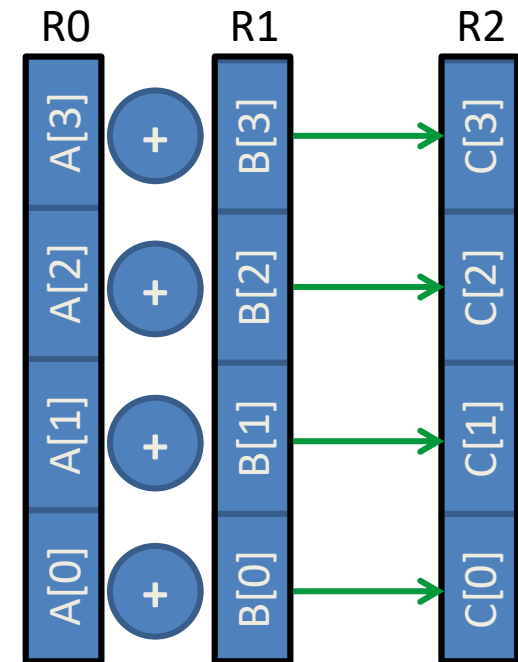 R0 R1 R2
A[3] + B[3] C[3]
A[2] + B[2] C[2]
A[1] + B[1] C[1]
A[0] + B[0] C[0]